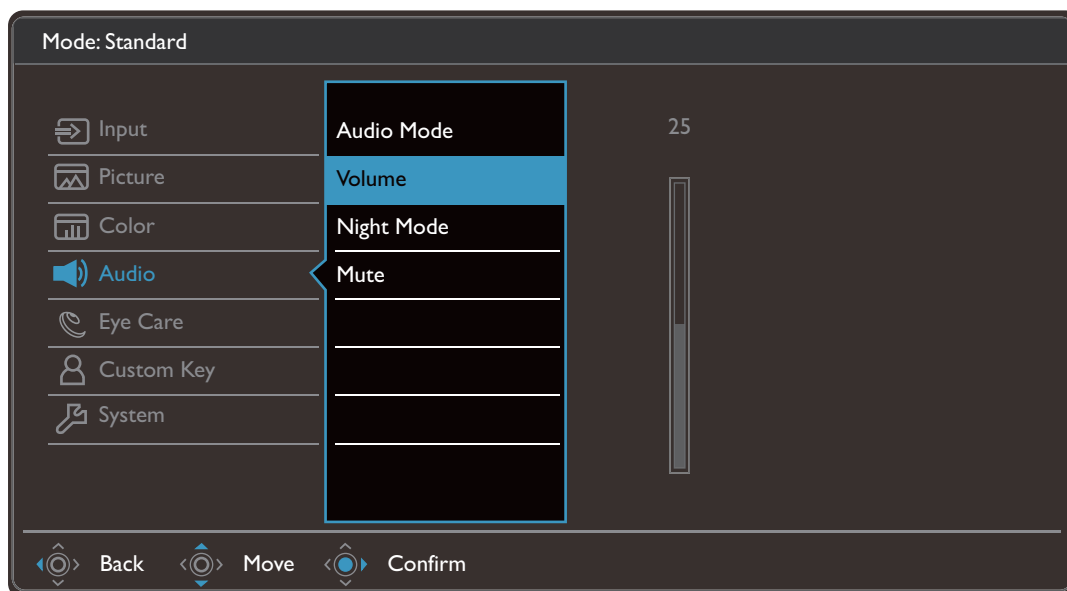 Mode: Standard
Input
Picture
Color
Audio
Eye Care
Custom Key
System
Audio Mode
Volume
Night Mode
Mute
25
Back
Move
Confirm